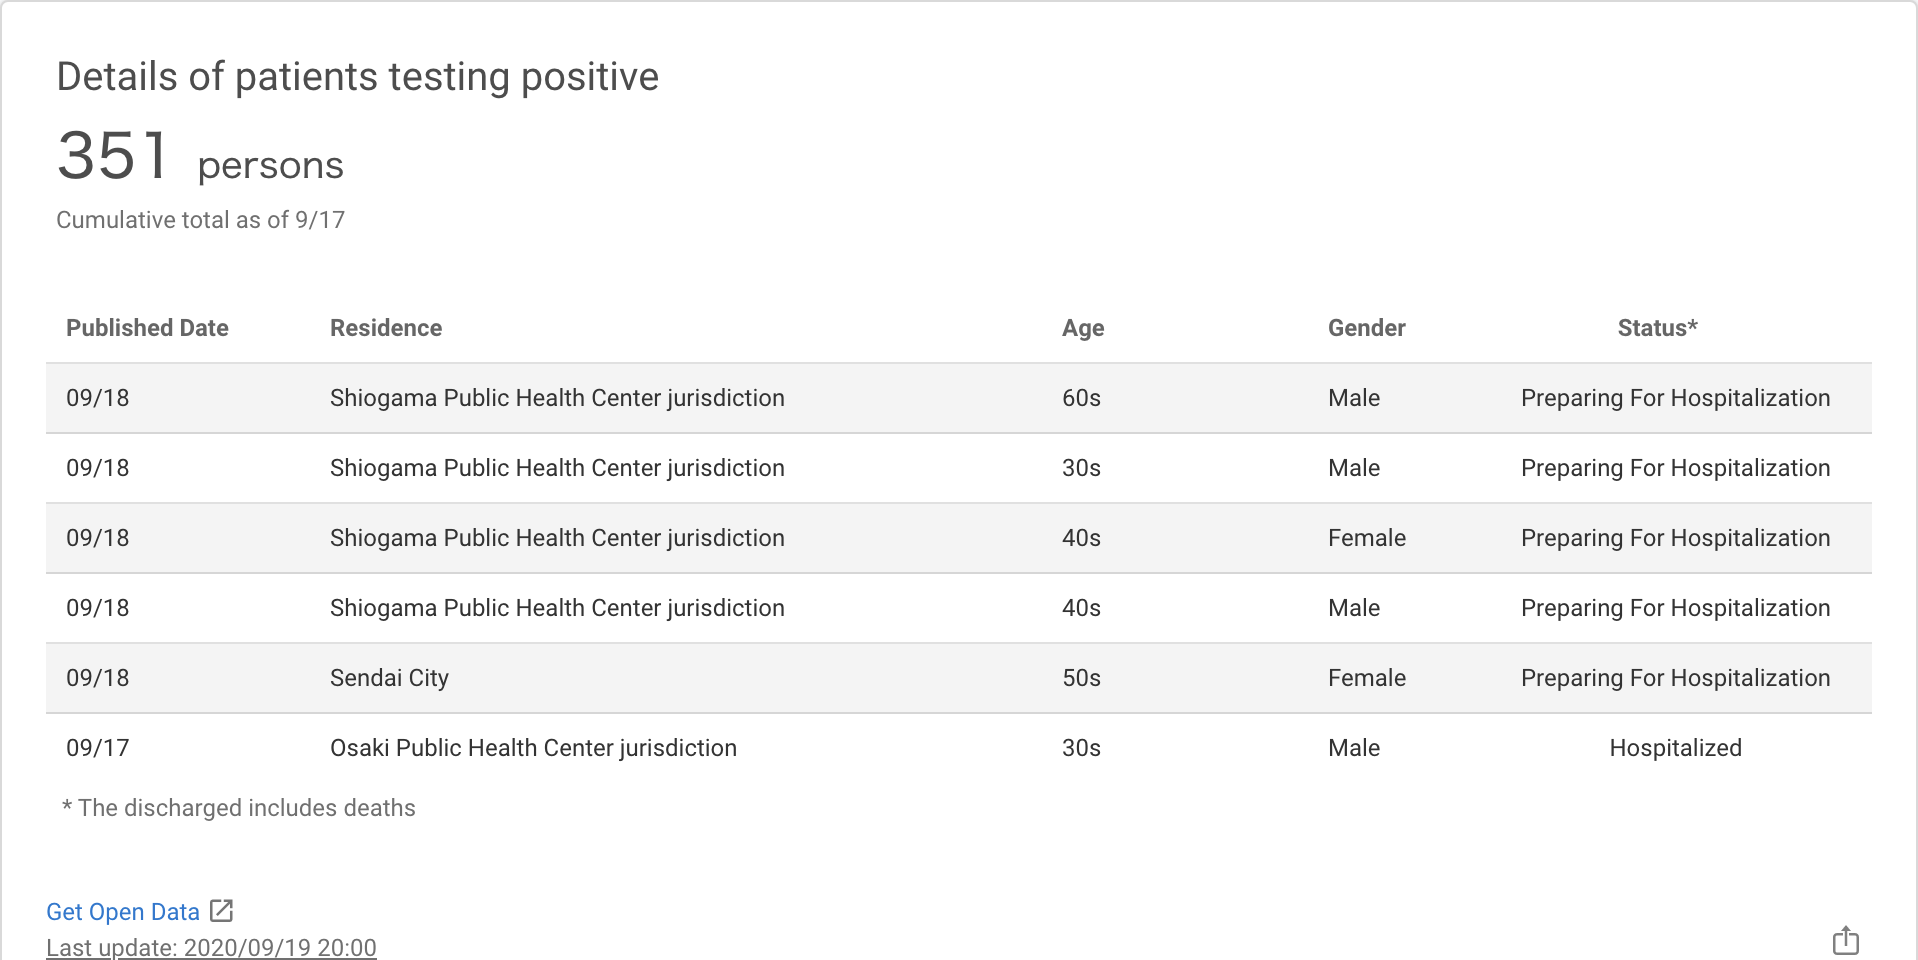 Details of patients testing positive
351 persons
Cumulative total as of 9/17
Published Date Residence Age Gender Status*
09/18 Shiogama Public Health Center jurisdiction 60s Male Preparing For Hospitalization
09/18 Shiogama Public Health Center jurisdiction 30s Male Preparing For Hospitalization
09/18 Shiogama Public Health Center jurisdiction 40s Female Preparing For Hospitalization
09/18 Shiogama Public Health Center jurisdiction 40s Male Preparing For Hospitalization
09/18 Sendai City 50s Female Preparing For Hospitalization
09/17 Osaki Public Health Center jurisdiction 30s Male Hospitalized
* The discharged includes deaths
Get Open Data
Last update: 2020/09/19 20:00